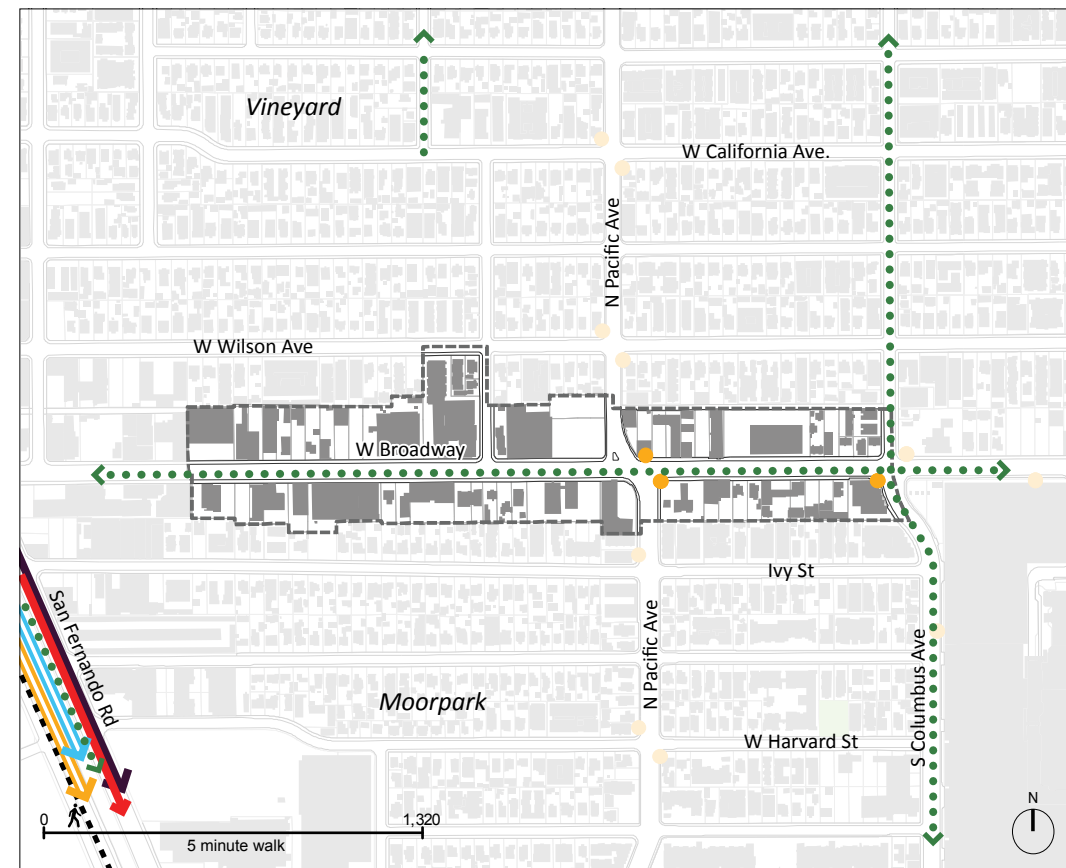 Vineyard
W California Ave.
N Pacific Ave
W Wilson Ave
W Broadway
Ivy St
San Fernando Rd
N Pacific Ave
S Columbus Ave
Moorpark
W Harvard St
N
0
1,320
5 minute walk